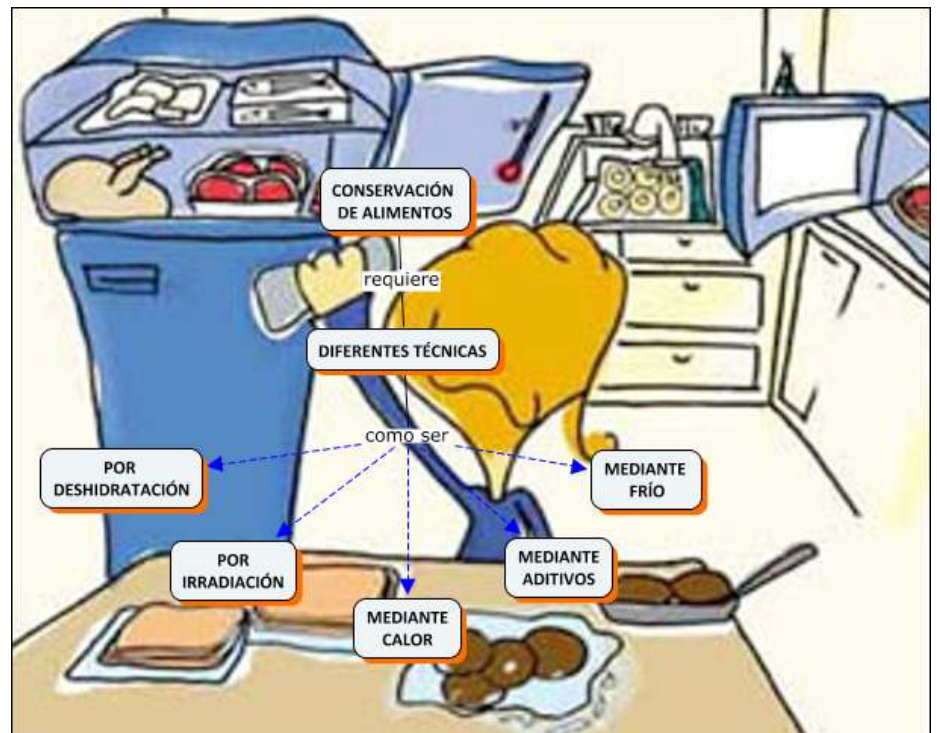 CONSERVACIÓN
DE ALIMENTOS
requiere
DIFERENTES TÉCNICAS
como ser
POR
DESHIDRATACIÓN
MEDIANTE
FRÍO
POR
IRRADIACIÓN
MEDIANTE
ADITIVOS
MEDIANTE
CALOR